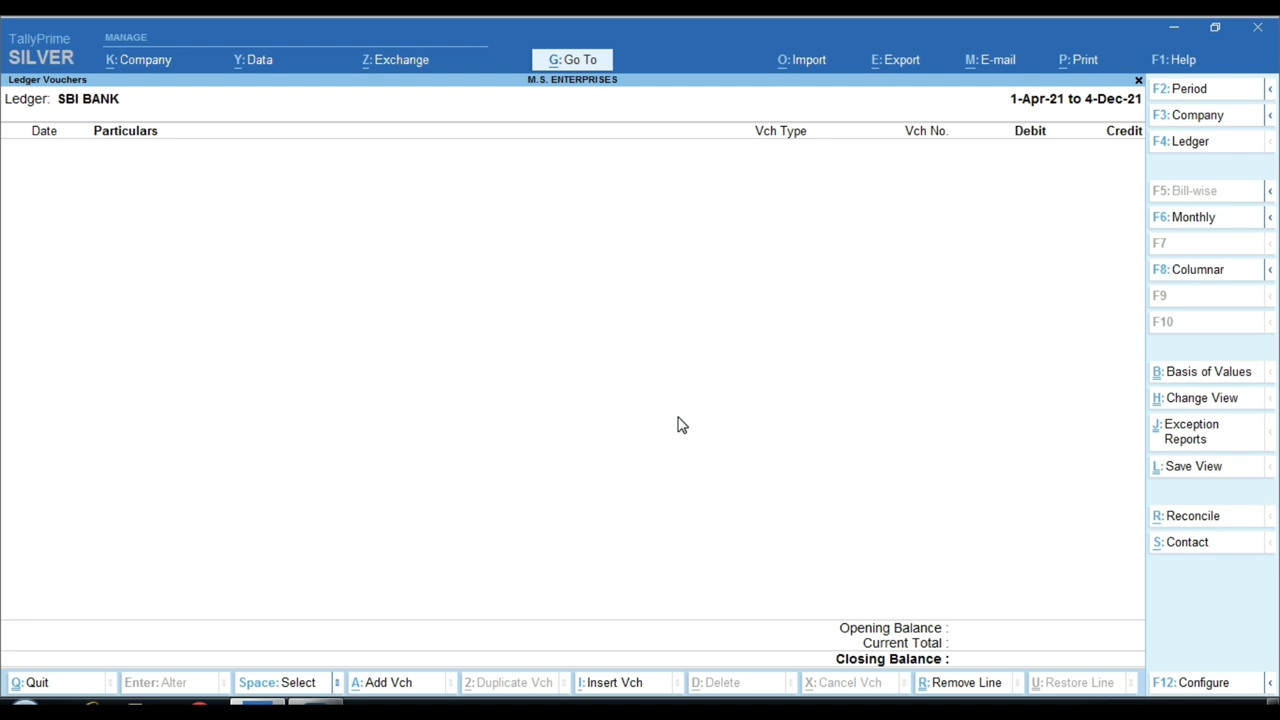 TallyPrime
SILVER
MANAGE
K: Company
Y: Data
Z: Exchange
G: Go To
O: Import
E: Export
M: E-mail
P: Print
F1: Help
Ledger Vouchers
M.S. ENTERPRISES
Ledger: SBI BANK
1-Apr-21 to 4-Dec-21
Date Particulars Vch Type Vch No. Debit Credit
F2: Period
F3: Company
F4: Ledger
F5: Bill-wise
F6: Monthly
F7
F8: Columnar
F9
F10
B: Basis of Values
H: Change View
J: Exception
Reports
L: Save View
R: Reconcile
S: Contact
Opening Balance :
Current Total :
Closing Balance :
Q: Quit
Enter: Alter
Space: Select
A: Add Vch
2: Duplicate Vch
I: Insert Vch
D: Delete
X: Cancel Vch
R: Remove Line
U: Restore Line
F12: Configure